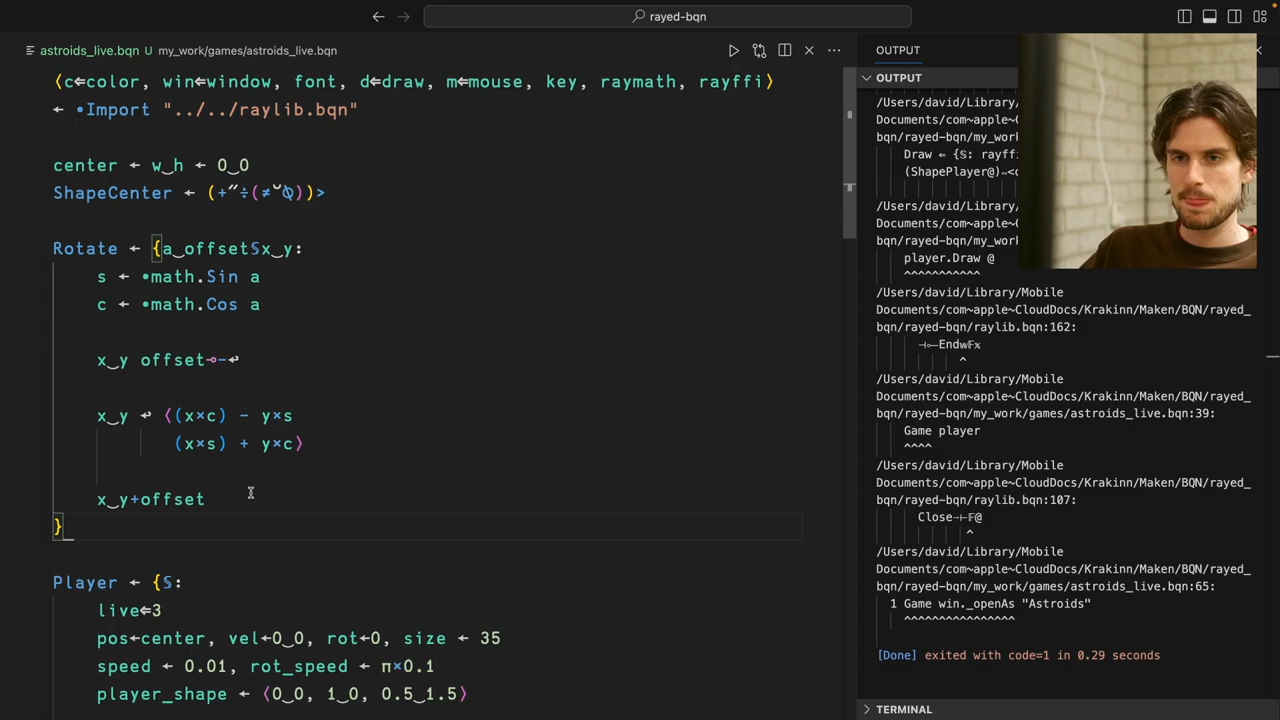 rayed-bqn
astroids_live.bqn U my_work/games/astroids_live.bqn
⟨c⇐color, win⇐window, font, d⇐draw, m⇐mouse, key, raymath, rayffi⟩
← •Import "../../raylib.bqn"
center ← w‿h ← 0‿0
ShapeCenter ← (+˝÷(≠˘⍉))>
Rotate ← {a‿offset𝕊x‿y:
s ← •math.Sin a
c ← •math.Cos a
x‿y offset⊸-↩
x‿y ↩ ⟨(x×c) - y×s
(x×s) + y×c⟩
x‿y+offset
}
Player ← {𝕊:
live⇐3
pos←center, vel←0‿0, rot←0, size ← 35
speed ← 0.01, rot_speed ← π×0.1
player_shape ← ⟨0‿0, 1‿0, 0.5‿1.5⟩
OUTPUT
OUTPUT
/Users/david/Library/
Documents/com~apple~C
bqn/rayed-bqn/my_work
Draw ⇐ {𝕊: rayff
(ShapePlayer@)⊸<
/Users/david/Library/
Documents/com~apple~C
bqn/rayed-bqn/my_work
player.Draw @
^^^^^^^^^^^
/Users/david/Library/Mobile
Documents/com~apple~CloudDocs/Krakinn/Maken/BQN/rayed_
bqn/rayed-bqn/raylib.bqn:162:
⊣⟜End𝕨𝔽𝕩
^
/Users/david/Library/Mobile
Documents/com~apple~CloudDocs/Krakinn/Maken/BQN/rayed_
bqn/rayed-bqn/my_work/games/astroids_live.bqn:39:
Game player
^^^^
/Users/david/Library/Mobile
Documents/com~apple~CloudDocs/Krakinn/Maken/BQN/rayed_
bqn/rayed-bqn/raylib.bqn:107:
Close⊸⊢𝔽@
^
/Users/david/Library/Mobile
Documents/com~apple~CloudDocs/Krakinn/Maken/BQN/rayed_
bqn/rayed-bqn/my_work/games/astroids_live.bqn:65:
1 Game win._openAs "Astroids"
^^^^^^^^^^^^^^^^
[Done] exited with code=1 in 0.29 seconds
TERMINAL